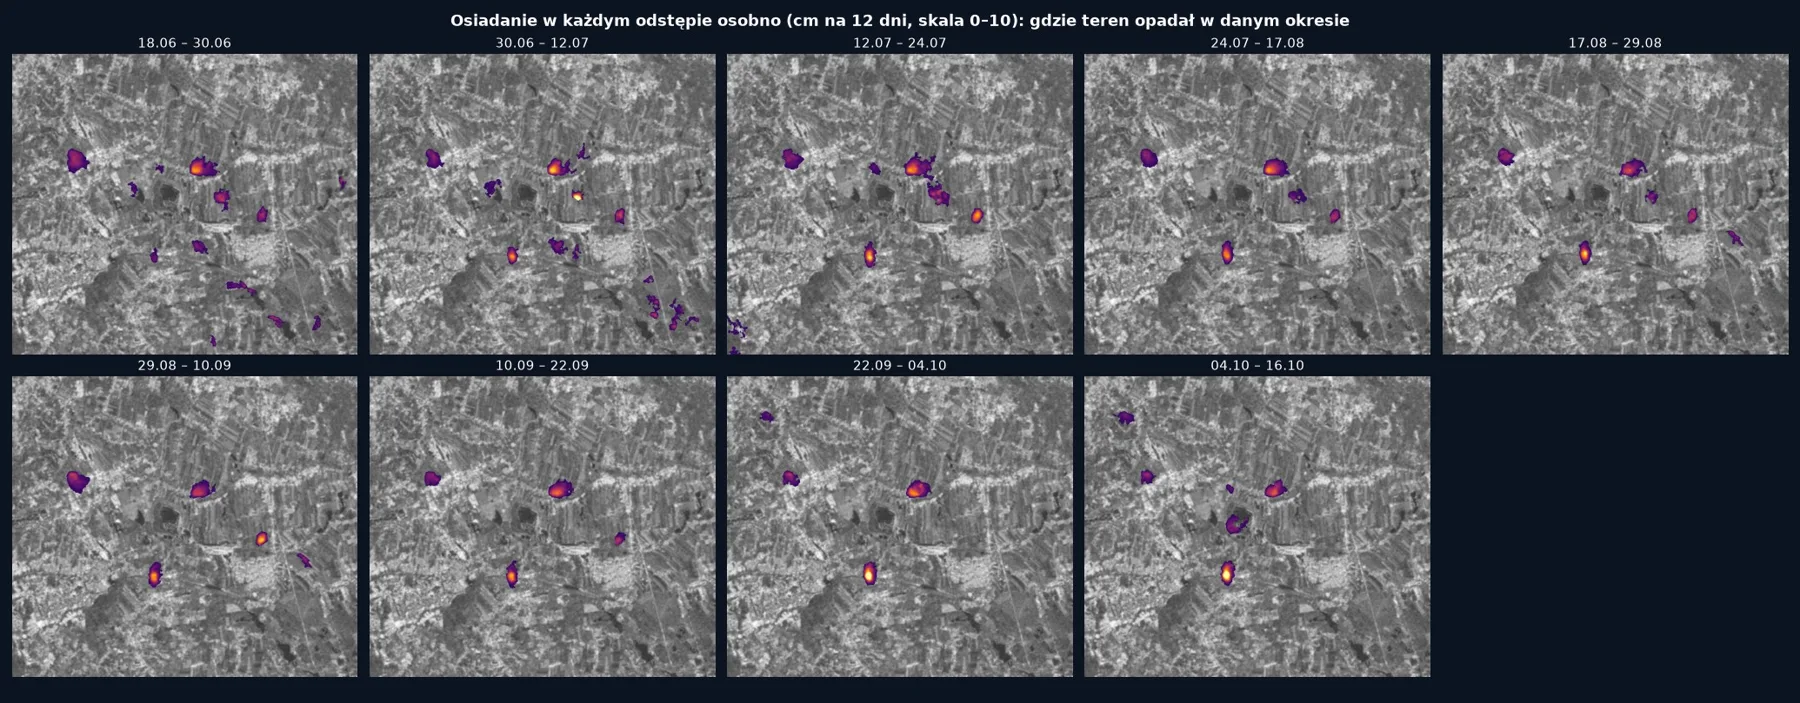 Osiadanie w każdym odstępie osobno (cm na 12 dni, skala 0–10): gdzie teren opadał w danym okresie
18.06 – 30.06
30.06 – 12.07
12.07 – 24.07
24.07 – 17.08
17.08 – 29.08
29.08 – 10.09
10.09 – 22.09
22.09 – 04.10
04.10 – 16.10